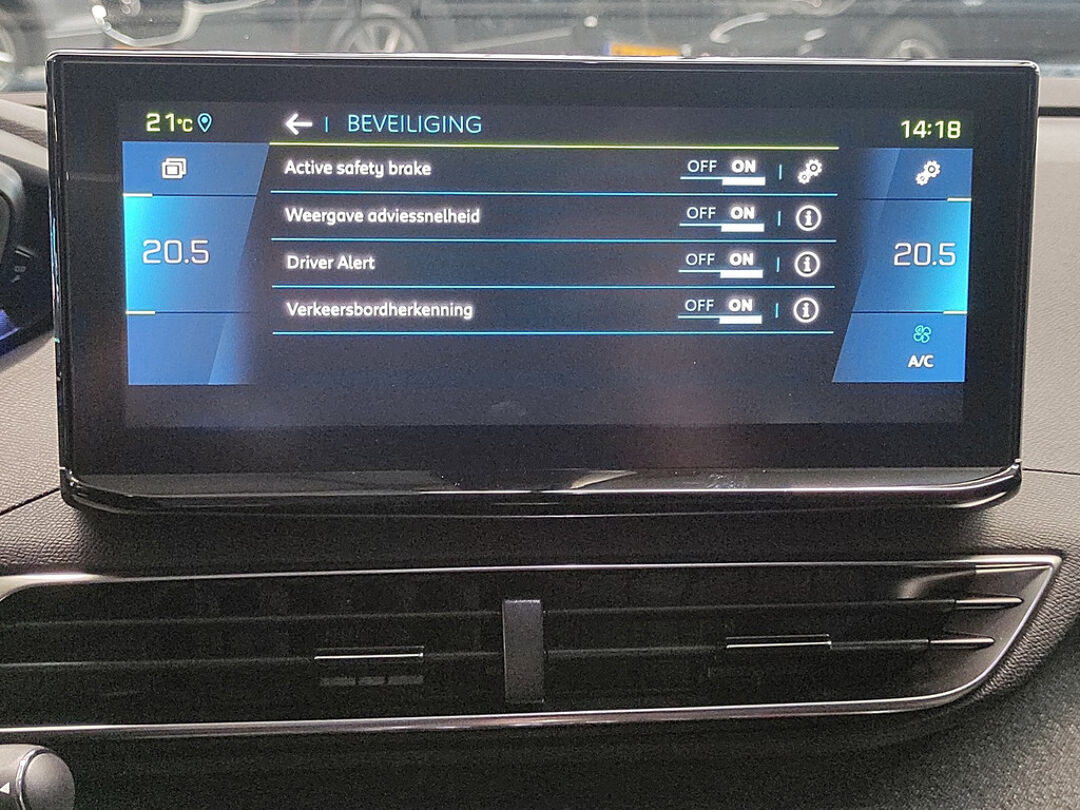 21°C
BEVEILIGING
14:18
Active safety brake OFF ON
Weergave adviessnelheid OFF ON
20.5
20.5
Driver Alert OFF ON
Verkeersbordherkenning OFF ON
A/C